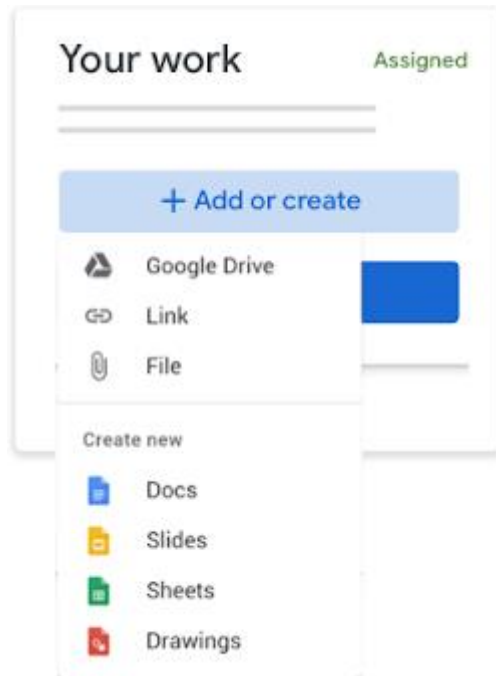 Your work
Assigned
+ Add or create
Google Drive
Link
File
Create new
Docs
Slides
Sheets
Drawings